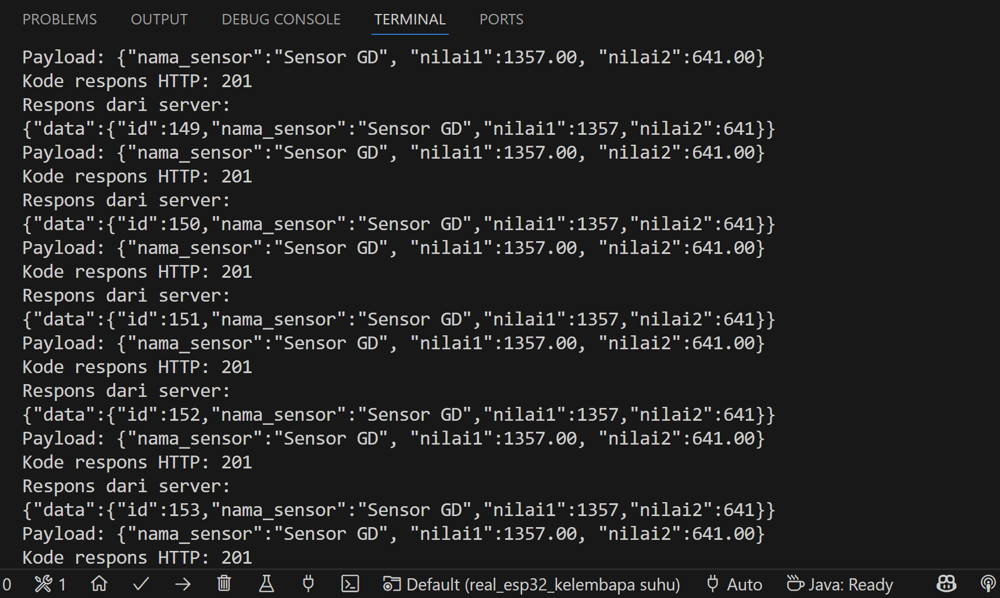 PROBLEMS OUTPUT DEBUG CONSOLE TERMINAL PORTS
Payload: {"nama_sensor":"Sensor GD", "nilai1":1357.00, "nilai2":641.00}
Kode respons HTTP: 201
Respons dari server:
{"data":{"id":149,"nama_sensor":"Sensor GD","nilai1":1357,"nilai2":641}}
Payload: {"nama_sensor":"Sensor GD", "nilai1":1357.00, "nilai2":641.00}
Kode respons HTTP: 201
Respons dari server:
{"data":{"id":150,"nama_sensor":"Sensor GD","nilai1":1357,"nilai2":641}}
Payload: {"nama_sensor":"Sensor GD", "nilai1":1357.00, "nilai2":641.00}
Kode respons HTTP: 201
Respons dari server:
{"data":{"id":151,"nama_sensor":"Sensor GD","nilai1":1357,"nilai2":641}}
Payload: {"nama_sensor":"Sensor GD", "nilai1":1357.00, "nilai2":641.00}
Kode respons HTTP: 201
Respons dari server:
{"data":{"id":152,"nama_sensor":"Sensor GD","nilai1":1357,"nilai2":641}}
Payload: {"nama_sensor":"Sensor GD", "nilai1":1357.00, "nilai2":641.00}
Kode respons HTTP: 201
Respons dari server:
{"data":{"id":153,"nama_sensor":"Sensor GD","nilai1":1357,"nilai2":641}}
Payload: {"nama_sensor":"Sensor GD", "nilai1":1357.00, "nilai2":641.00}
Kode respons HTTP: 201
0 1 Default (real_esp32_kelembapa suhu) Auto Java: Ready